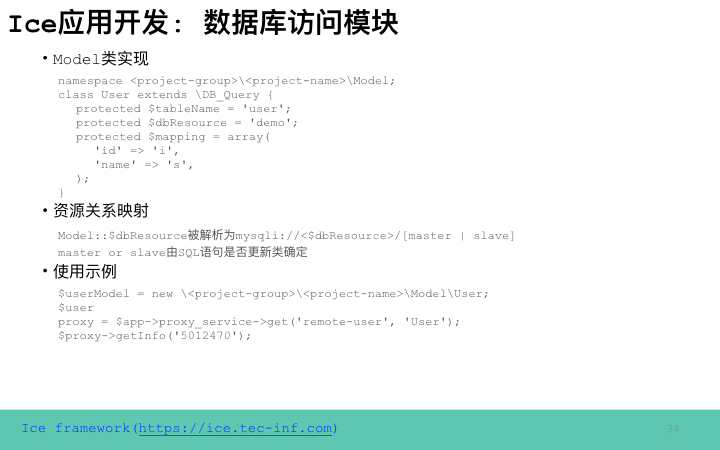 Ice应用开发: 数据库访问模块
• Model类实现
namespace <project-group>\<project-name>\Model;
class User extends \DB_Query {
protected $tableName = 'user';
protected $dbResource = 'demo';
protected $mapping = array(
'id' => 'i',
'name' => 's',
);
}
• 资源关系映射
Model::$dbResource被解析为mysqli://<$dbResource>/[master | slave]
master or slave由SQL语句是否更新类确定
• 使用示例
$userModel = new \<project-group>\<project-name>\Model\User;
$user
proxy = $app->proxy_service->get('remote-user', 'User');
$proxy->getInfo('5012470');
Ice framework(https://ice.tec-inf.com)
34